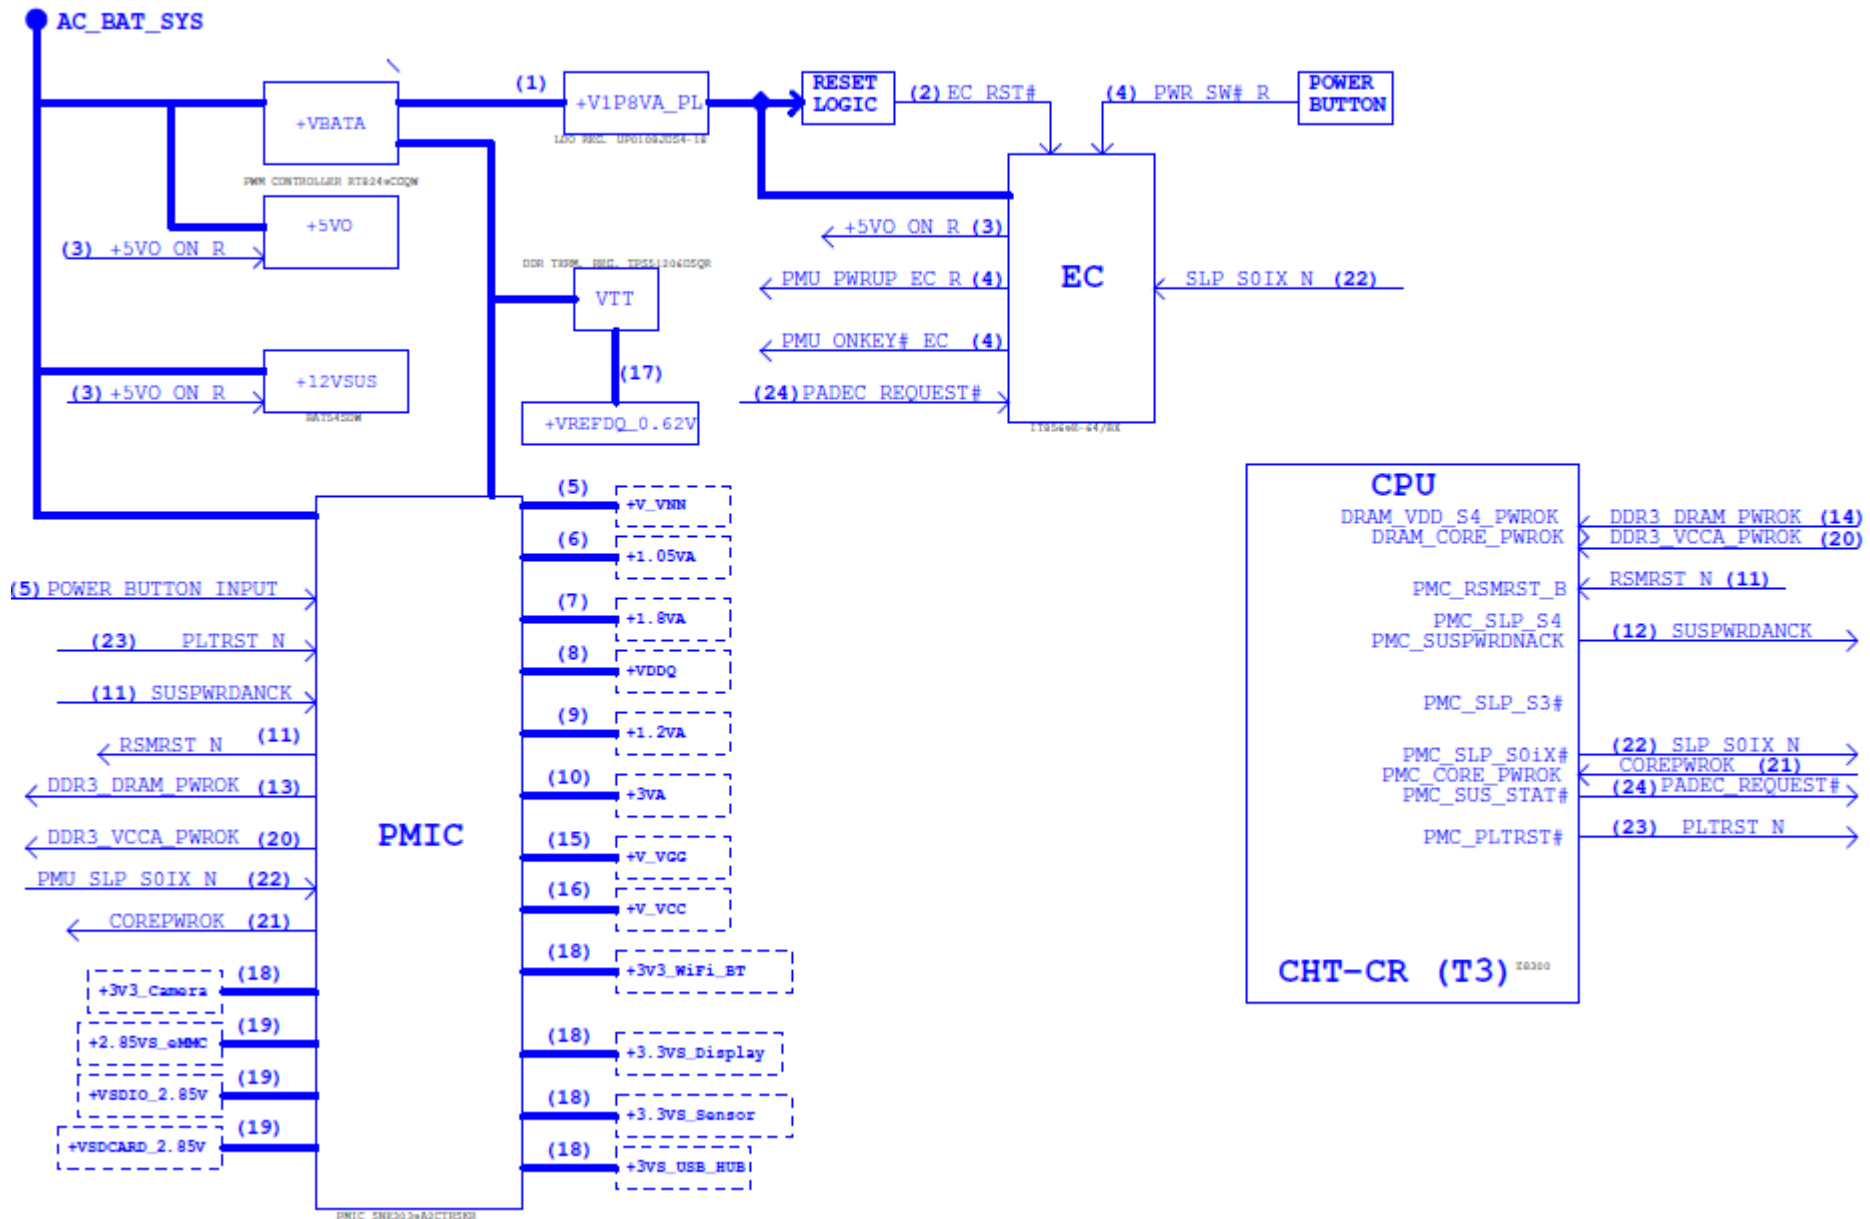 AC_BAT_SYS
+VBATA
(1)
+V1P8VA_PL
RESET
LOGIC
(2) EC_RST#
(4) PWR_SW#_R
POWER
BUTTON
+5VO
(3) +5VO_ON_R
+5VO_ON_R (3)
PMU_PWRUP_EC_R (4)
EC
SLP_S0IX_N (22)
VTT
PMU_ONKEY#_EC (4)
+12VSUS
(3) +5VO_ON_R
(17)
(24) PADEC_REQUEST#
+VREFDQ_0.62V
PMIC
(5) POWER_BUTTON_INPUT
(23) PLTRST_N
(11) SUSPWRDANCK
RSMRST_N (11)
DDR3_DRAM_PWROK (13)
DDR3_VCCA_PWROK (20)
PMU_SLP_S0IX_N (22)
COREPWROK (21)
+3V3_Camera (18)
+2.85VS_eMMC (19)
+VSDIO_2.85V (19)
+VSDCARD_2.85V (19)
(5) +V_VNN
(6) +1.05VA
(7) +1.8VA
(8) +VDDQ
(9) +1.2VA
(10) +3VA
(15) +V_VGG
(16) +V_VCC
(18) +3V3_WiFi_BT
(18) +3.3VS_Display
(18) +3.3VS_Sensor
(18) +3VS_USB_HUB
CPU
DRAM_VDD_S4_PWROK DDR3_DRAM_PWROK (14)
DRAM_CORE_PWROK DDR3_VCCA_PWROK (20)
PMC_RSMRST_B RSMRST_N (11)
PMC_SLP_S4
PMC_SUSPWRDNACK (12) SUSPWRDANCK
PMC_SLP_S3#
PMC_SLP_S0iX# (22) SLP_S0IX_N
PMC_CORE_PWROK COREPWROK (21)
PMC_SUS_STAT# (24) PADEC_REQUEST#
PMC_PLTRST# (23) PLTRST_N
CHT-CR (T3)
PWM CONTROLLER